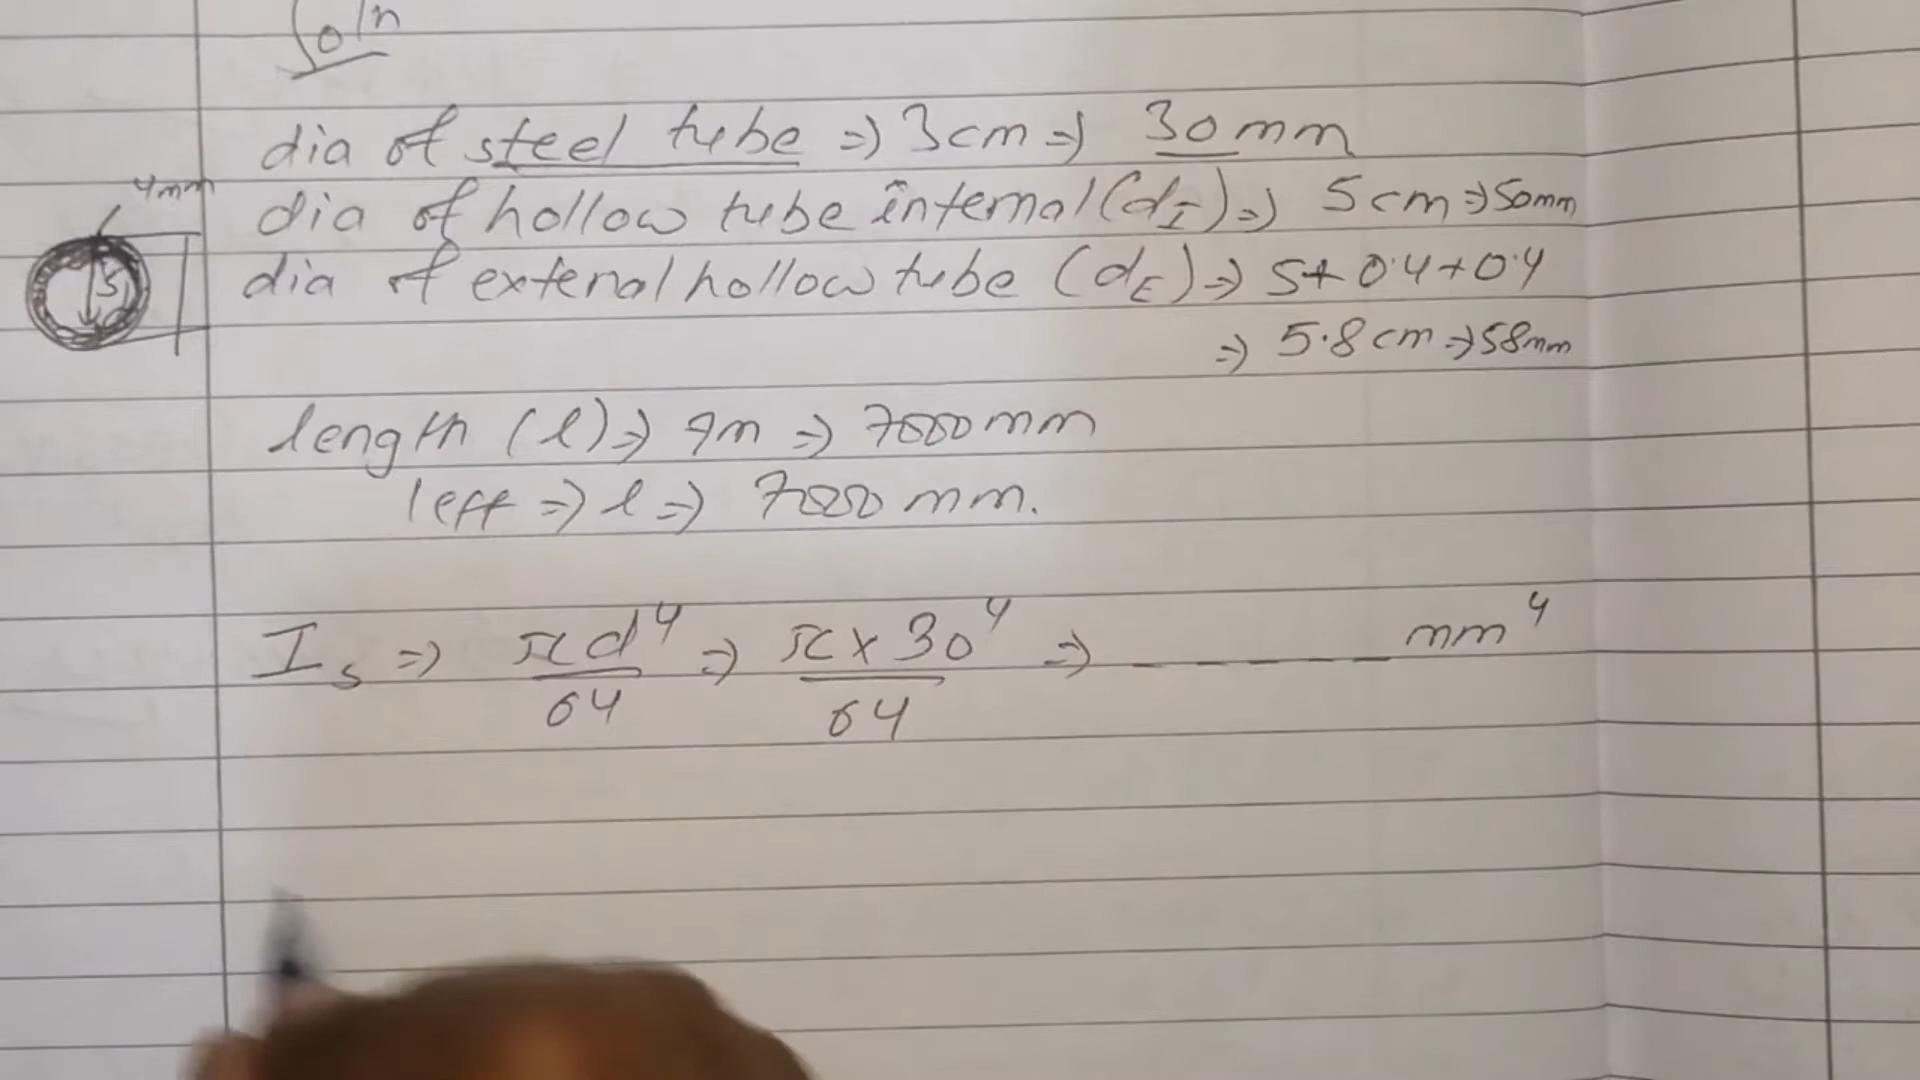 Soln
dia of steel tube => 3cm => 30mm
4mm
dia of hollow tube internal (dI) => 5cm => 50mm
5
dia of external hollow tube (dE) => 5+0.4+0.4
=> 5.8cm => 58mm
length (l) => 7m => 7000mm
leff => l => 7000 mm.
Is => πd⁴/64 => π×30⁴/64 => _ _ _ _ _ mm⁴